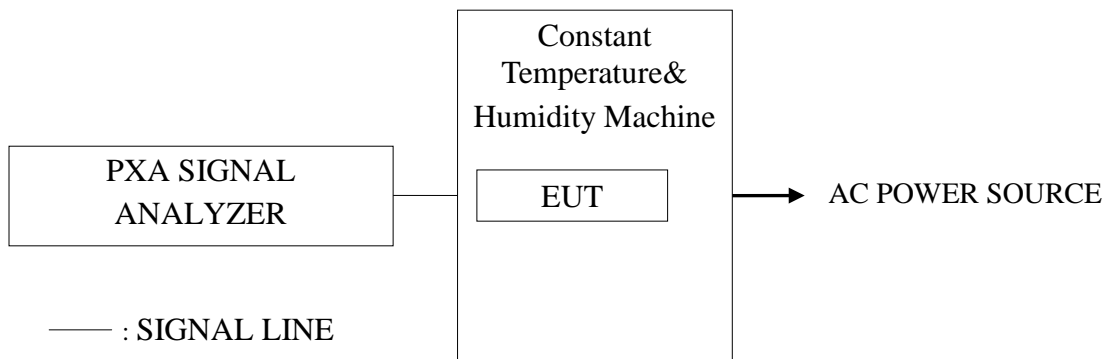 Constant
Temperature&
Humidity Machine
PXA SIGNAL
ANALYZER
EUT
AC POWER SOURCE
: SIGNAL LINE